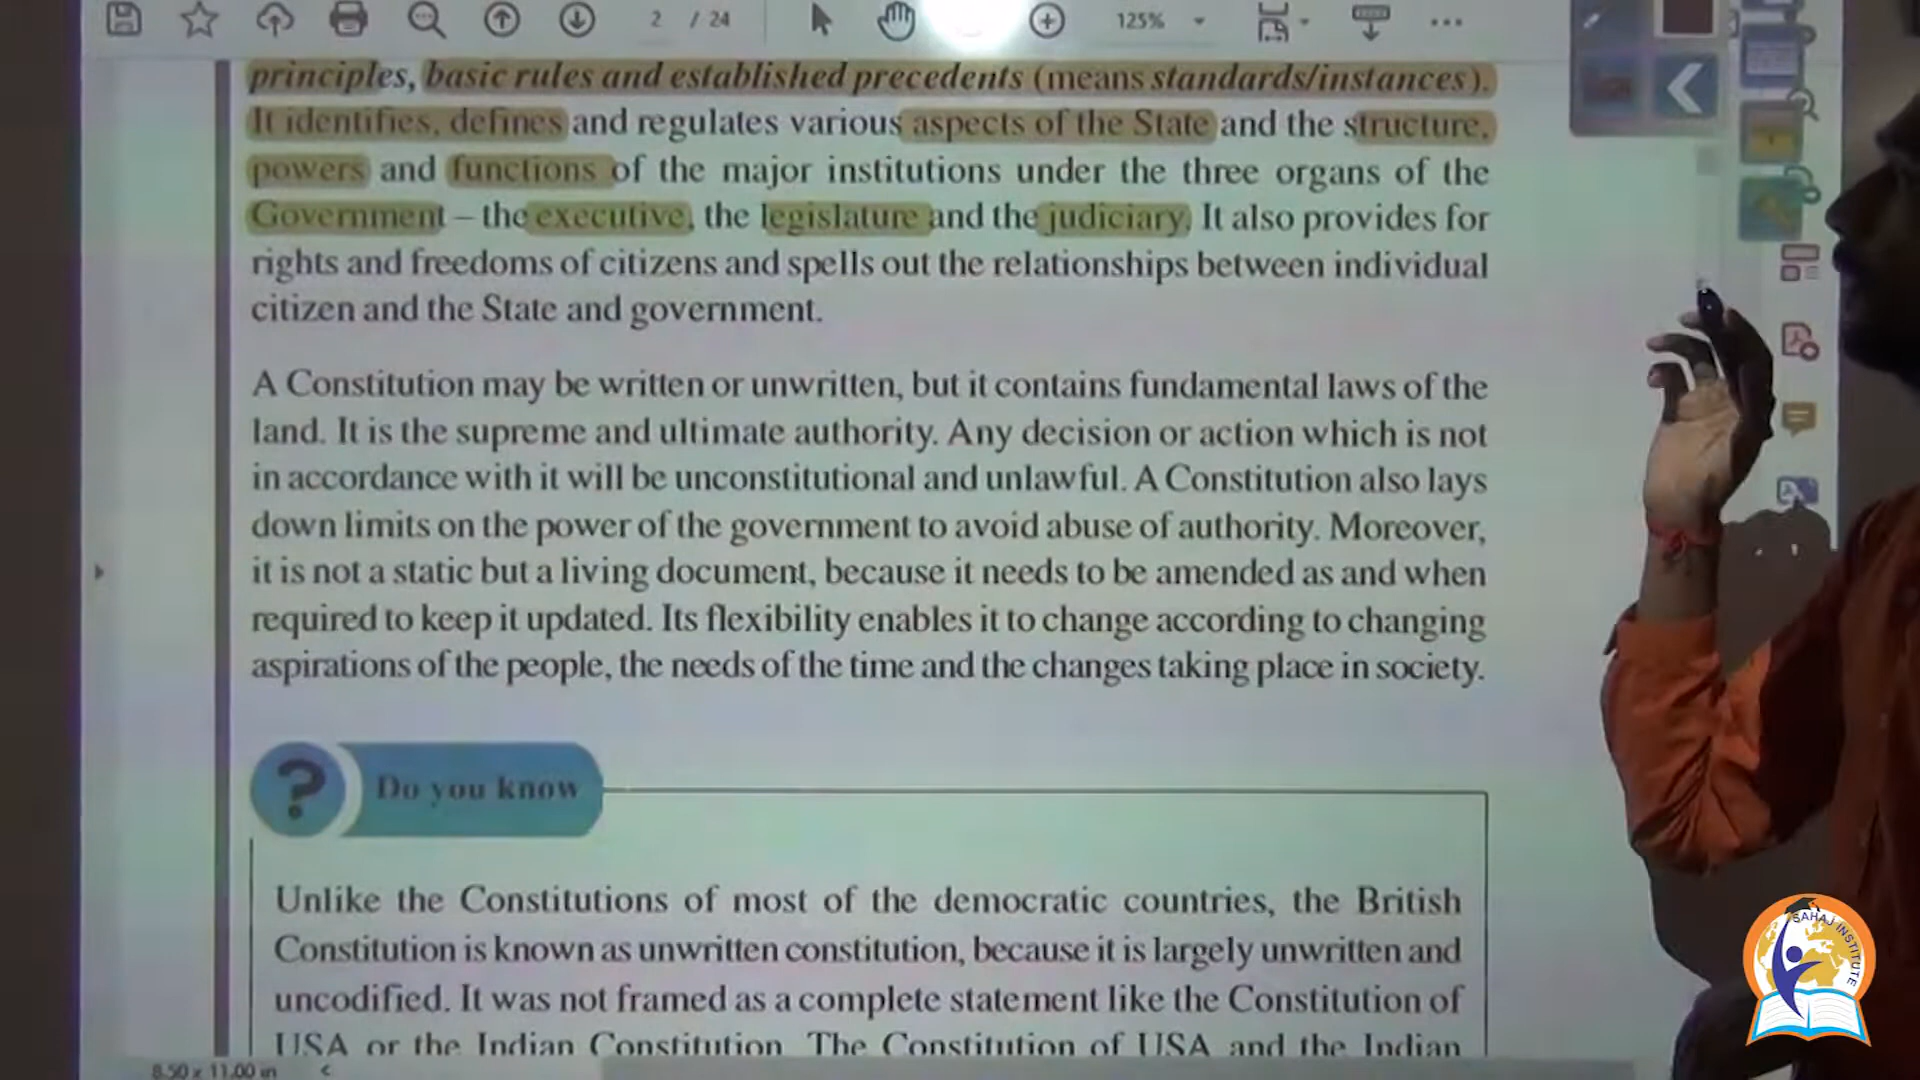 2 / 24
125%
principles, basic rules and established precedents (means standards/instances).
It identifies, defines and regulates various aspects of the State and the structure,
powers and functions of the major institutions under the three organs of the
Government – the executive, the legislature and the judiciary. It also provides for
rights and freedoms of citizens and spells out the relationships between individual
citizen and the State and government.
A Constitution may be written or unwritten, but it contains fundamental laws of the
land. It is the supreme and ultimate authority. Any decision or action which is not
in accordance with it will be unconstitutional and unlawful. A Constitution also lays
down limits on the power of the government to avoid abuse of authority. Moreover,
it is not a static but a living document, because it needs to be amended as and when
required to keep it updated. Its flexibility enables it to change according to changing
aspirations of the people, the needs of the time and the changes taking place in society.
? Do you know
Unlike the Constitutions of most of the democratic countries, the British
Constitution is known as unwritten constitution, because it is largely unwritten and
uncodified. It was not framed as a complete statement like the Constitution of
USA or the Indian Constitution. The Constitution of USA and the Indian
8.50 x 11.00 in
SAHAJ INSTITUTE